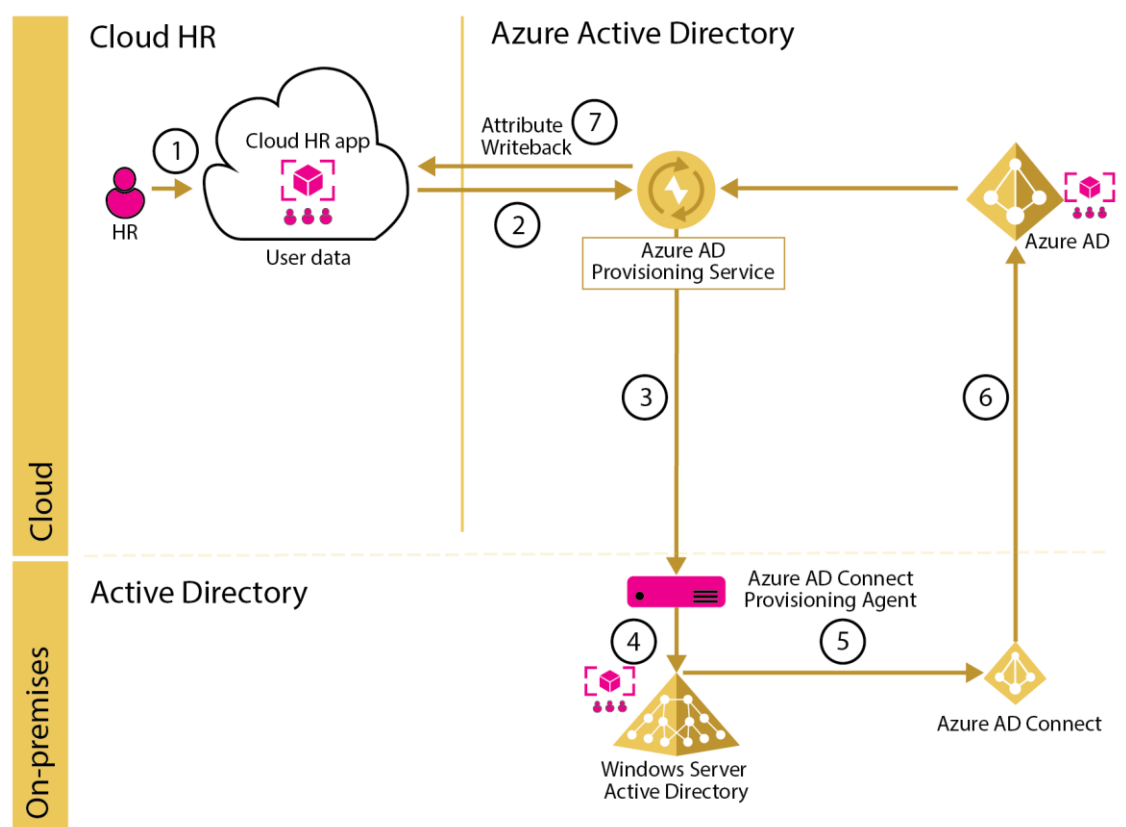 Cloud HR
Azure Active Directory
1
Cloud HR app
HR
User data
Attribute
Writeback
7
2
Azure AD
Provisioning Service
Azure AD
3
6
Cloud
Active Directory
Azure AD Connect
Provisioning Agent
4
5
Azure AD Connect
Windows Server
Active Directory
On-premises